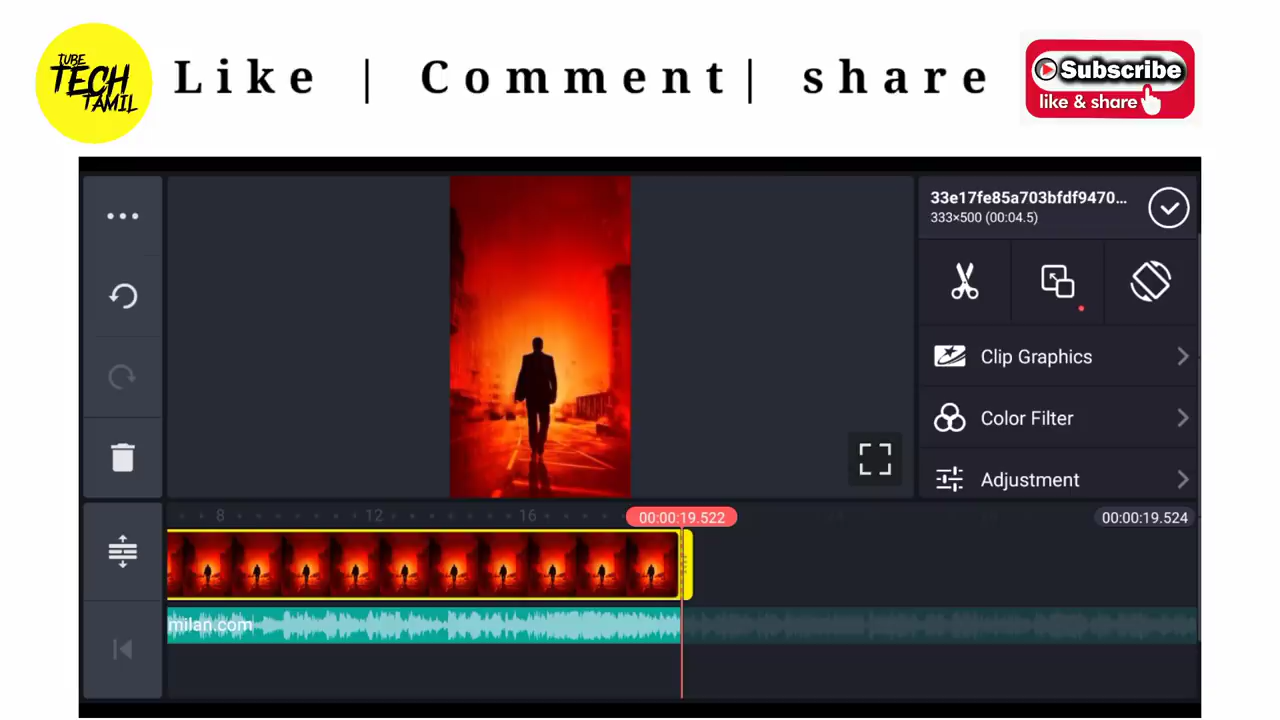 TUBE
TECH
TAMIL
Like | Comment| share
Subscribe
like & share
33e17fe85a703bfdf9470...
333×500 (00:04.5)
Clip Graphics
Color Filter
Adjustment
8 12 16 00:00:19.522 00:00:19.524
milan.com